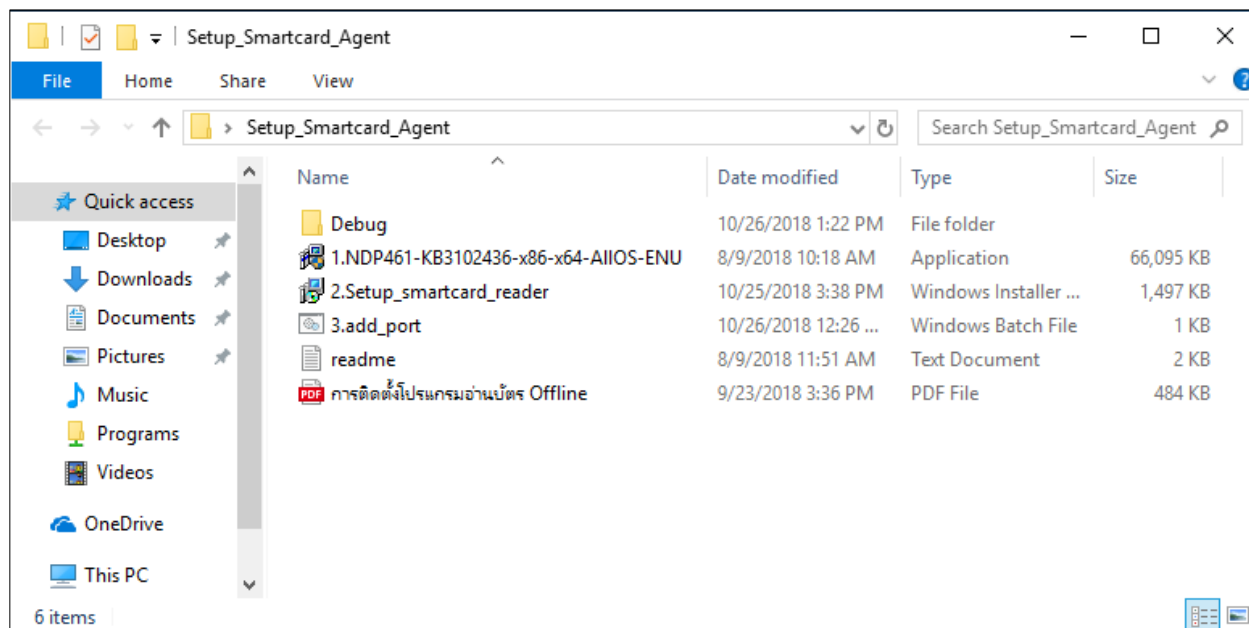 Setup_Smartcard_Agent
File Home Share View
Setup_Smartcard_Agent Search Setup_Smartcard_Agent
Name Date modified Type Size
Quick access
Desktop
Downloads
Documents
Pictures
Music
Programs
Videos
OneDrive
This PC
Debug 10/26/2018 1:22 PM File folder
1.NDP461-KB3102436-x86-x64-AllOS-ENU 8/9/2018 10:18 AM Application 66,095 KB
2.Setup_smartcard_reader 10/25/2018 3:38 PM Windows Installer ... 1,497 KB
3.add_port 10/26/2018 12:26 ... Windows Batch File 1 KB
readme 8/9/2018 11:51 AM Text Document 2 KB
PDF การติดตั้งโปรแกรมอ่านบัตร Offline 9/23/2018 3:36 PM PDF File 484 KB
6 items